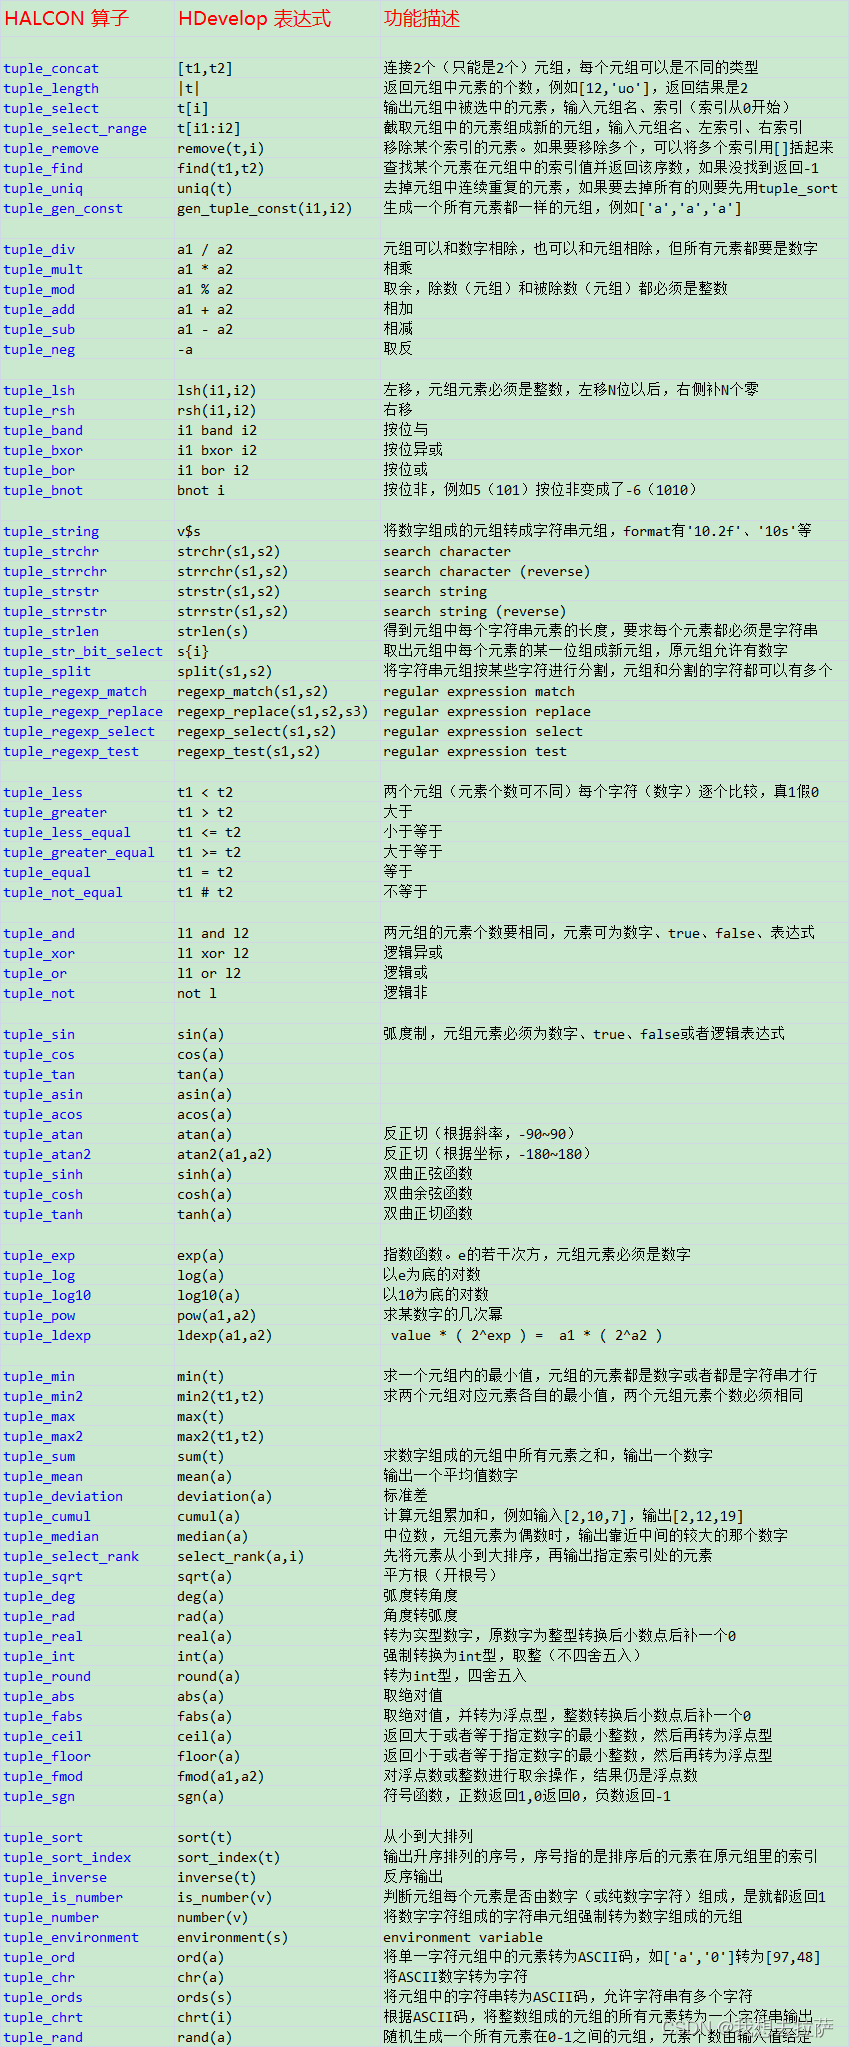 HALCON 算子 HDevelop 表达式 功能描述
tuple_concat [t1,t2] 连接2个（只能是2个）元组，每个元组可以是不同的类型
tuple_length |t| 返回元组中元素的个数，例如[12,'uo']，返回结果是2
tuple_select t[i] 输出元组中被选中的元素，输入元组名、索引（索引从0开始）
tuple_select_range t[i1:i2] 截取元组中的元素组成新的元组，输入元组名、左索引、右索引
tuple_remove remove(t,i) 移除某个索引的元素。如果要移除多个，可以将多个索引用[]括起来
tuple_find find(t1,t2) 查找某个元素在元组中的索引值并返回该序数，如果没找到返回-1
tuple_uniq uniq(t) 去掉元组中连续重复的元素，如果要去掉所有的则要先用tuple_sort
tuple_gen_const gen_tuple_const(i1,i2) 生成一个所有元素都一样的元组，例如['a','a','a']
tuple_div a1 / a2 元组可以和数字相除，也可以和元组相除，但所有元素都要是数字
tuple_mult a1 * a2 相乘
tuple_mod a1 % a2 取余，除数（元组）和被除数（元组）都必须是整数
tuple_add a1 + a2 相加
tuple_sub a1 - a2 相减
tuple_neg -a 取反
tuple_lsh lsh(i1,i2) 左移，元组元素必须是整数，左移N位以后，右侧补N个零
tuple_rsh rsh(i1,i2) 右移
tuple_band i1 band i2 按位与
tuple_bxor i1 bxor i2 按位异或
tuple_bor i1 bor i2 按位或
tuple_bnot bnot i 按位非，例如5（101）按位非变成了-6（1010）
tuple_string v$s 将数字组成的元组转成字符串元组，format有'10.2f'、'10s'等
tuple_strchr strchr(s1,s2) search character
tuple_strrchr strrchr(s1,s2) search character (reverse)
tuple_strstr strstr(s1,s2) search string
tuple_strrstr strrstr(s1,s2) search string (reverse)
tuple_strlen strlen(s) 得到元组中每个字符串元素的长度，要求每个元素都必须是字符串
tuple_str_bit_select s{i} 取出元组中每个元素的某一位组成新元组，原元组允许有数字
tuple_split split(s1,s2) 将字符串元组按某些字符进行分割，元组和分割的字符都可以有多个
tuple_regexp_match regexp_match(s1,s2) regular expression match
tuple_regexp_replace regexp_replace(s1,s2,s3) regular expression replace
tuple_regexp_select regexp_select(s1,s2) regular expression select
tuple_regexp_test regexp_test(s1,s2) regular expression test
tuple_less t1 < t2 两个元组（元素个数可不同）每个字符（数字）逐个比较，真1假0
tuple_greater t1 > t2 大于
tuple_less_equal t1 <= t2 小于等于
tuple_greater_equal t1 >= t2 大于等于
tuple_equal t1 = t2 等于
tuple_not_equal t1 # t2 不等于
tuple_and l1 and l2 两元组的元素个数要相同，元素可为数字、true、false、表达式
tuple_xor l1 xor l2 逻辑异或
tuple_or l1 or l2 逻辑或
tuple_not not l 逻辑非
tuple_sin sin(a) 弧度制，元组元素必须为数字、true、false或者逻辑表达式
tuple_cos cos(a)
tuple_tan tan(a)
tuple_asin asin(a)
tuple_acos acos(a)
tuple_atan atan(a) 反正切（根据斜率，-90~90）
tuple_atan2 atan2(a1,a2) 反正切（根据坐标，-180~180）
tuple_sinh sinh(a) 双曲正弦函数
tuple_cosh cosh(a) 双曲余弦函数
tuple_tanh tanh(a) 双曲正切函数
tuple_exp exp(a) 指数函数。e的若干次方，元组元素必须是数字
tuple_log log(a) 以e为底的对数
tuple_log10 log10(a) 以10为底的对数
tuple_pow pow(a1,a2) 求某数字的几次幂
tuple_ldexp ldexp(a1,a2) value * ( 2^exp ) = a1 * ( 2^a2 )
tuple_min min(t) 求一个元组内的最小值，元组的元素都是数字或者都是字符串才行
tuple_min2 min2(t1,t2) 求两个元组对应元素各自的最小值，两个元组元素个数必须相同
tuple_max max(t)
tuple_max2 max2(t1,t2)
tuple_sum sum(t) 求数字组成的元组中所有元素之和，输出一个数字
tuple_mean mean(a) 输出一个平均值数字
tuple_deviation deviation(a) 标准差
tuple_cumul cumul(a) 计算元组累加和，例如输入[2,10,7]，输出[2,12,19]
tuple_median median(a) 中位数，元组元素为偶数时，输出靠近中间的较大的那个数字
tuple_select_rank select_rank(a,i) 先将元素从小到大排序，再输出指定索引处的元素
tuple_sqrt sqrt(a) 平方根（开根号）
tuple_deg deg(a) 弧度转角度
tuple_rad rad(a) 角度转弧度
tuple_real real(a) 转为实型数字，原数字为整型转换后小数点后补一个0
tuple_int int(a) 强制转换为int型，取整（不四舍五入）
tuple_round round(a) 转为int型，四舍五入
tuple_abs abs(a) 取绝对值
tuple_fabs fabs(a) 取绝对值，并转为浮点型，整数转换后小数点后补一个0
tuple_ceil ceil(a) 返回大于或者等于指定数字的最小整数，然后再转为浮点型
tuple_floor floor(a) 返回小于或者等于指定数字的最小整数，然后再转为浮点型
tuple_fmod fmod(a1,a2) 对浮点数或整数进行取余操作，结果仍是浮点数
tuple_sgn sgn(a) 符号函数，正数返回1,0返回0，负数返回-1
tuple_sort sort(t) 从小到大排列
tuple_sort_index sort_index(t) 输出升序排列的序号，序号指的是排序后的元素在原元组里的索引
tuple_inverse inverse(t) 反序输出
tuple_is_number is_number(v) 判断元组每个元素是否由数字（或纯数字字符）组成，是就都返回1
tuple_number number(v) 将数字字符组成的字符串元组强制转为数字组成的元组
tuple_environment environment(s) environment variable
tuple_ord ord(a) 将单一字符元组中的元素转为ASCII码，如['a','0']转为[97,48]
tuple_chr chr(a) 将ASCII数字转为字符
tuple_ords ords(s) 将元组中的字符串转为ASCII码，允许字符串有多个字符
tuple_chrt chrt(i) 根据ASCII码，将整数组成的元组的所有元素转为一个字符串输出
tuple_rand rand(a) 随机生成一个所有元素在0-1之间的元组，元素个数由输入值给定
CSDN @我想去拉萨